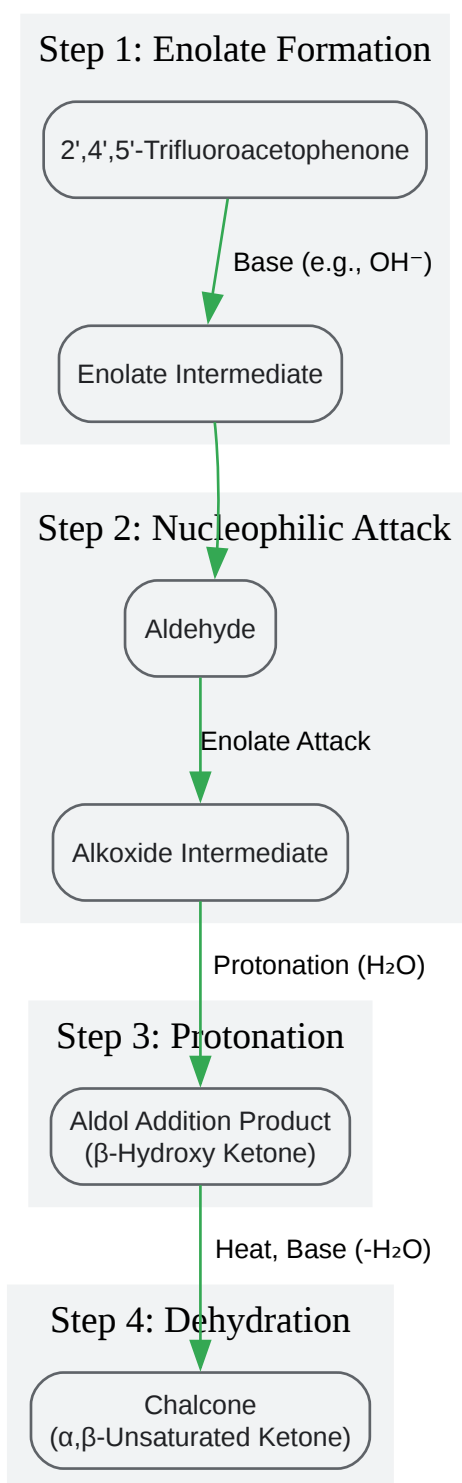 Step 1: Enolate Formation
2',4',5'-Trifluoroacetophenone
Base (e.g., OH⁻)
Enolate Intermediate
Step 2: Nucleophilic Attack
Aldehyde
Enolate Attack
Alkoxide Intermediate
Protonation (H₂O)
Step 3: Protonation
Aldol Addition Product
(β-Hydroxy Ketone)
Heat, Base (-H₂O)
Step 4: Dehydration
Chalcone
(α,β-Unsaturated Ketone)